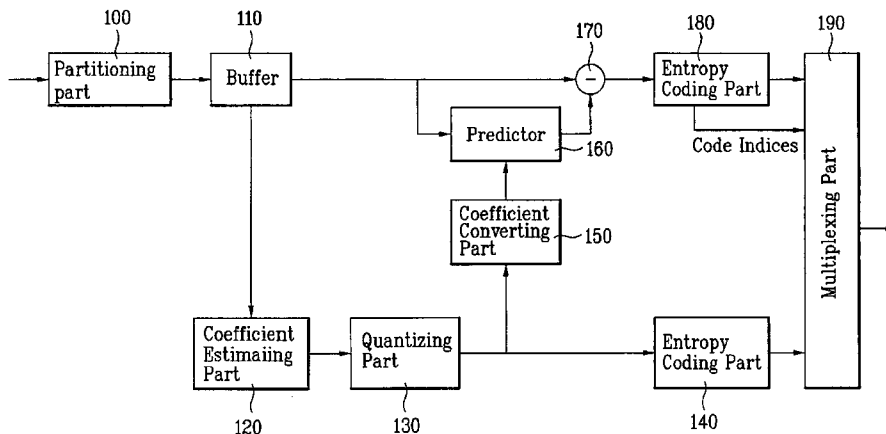 100
Partitioning
part
110
Buffer
170
−
180
Entropy
Coding Part
190
Predictor
160
Code Indices
Coefficient
Converting
Part
150
Multiplexing Part
Coefficient
Estimaiing
Part
120
Quantizing
Part
130
Entropy
Coding Part
140